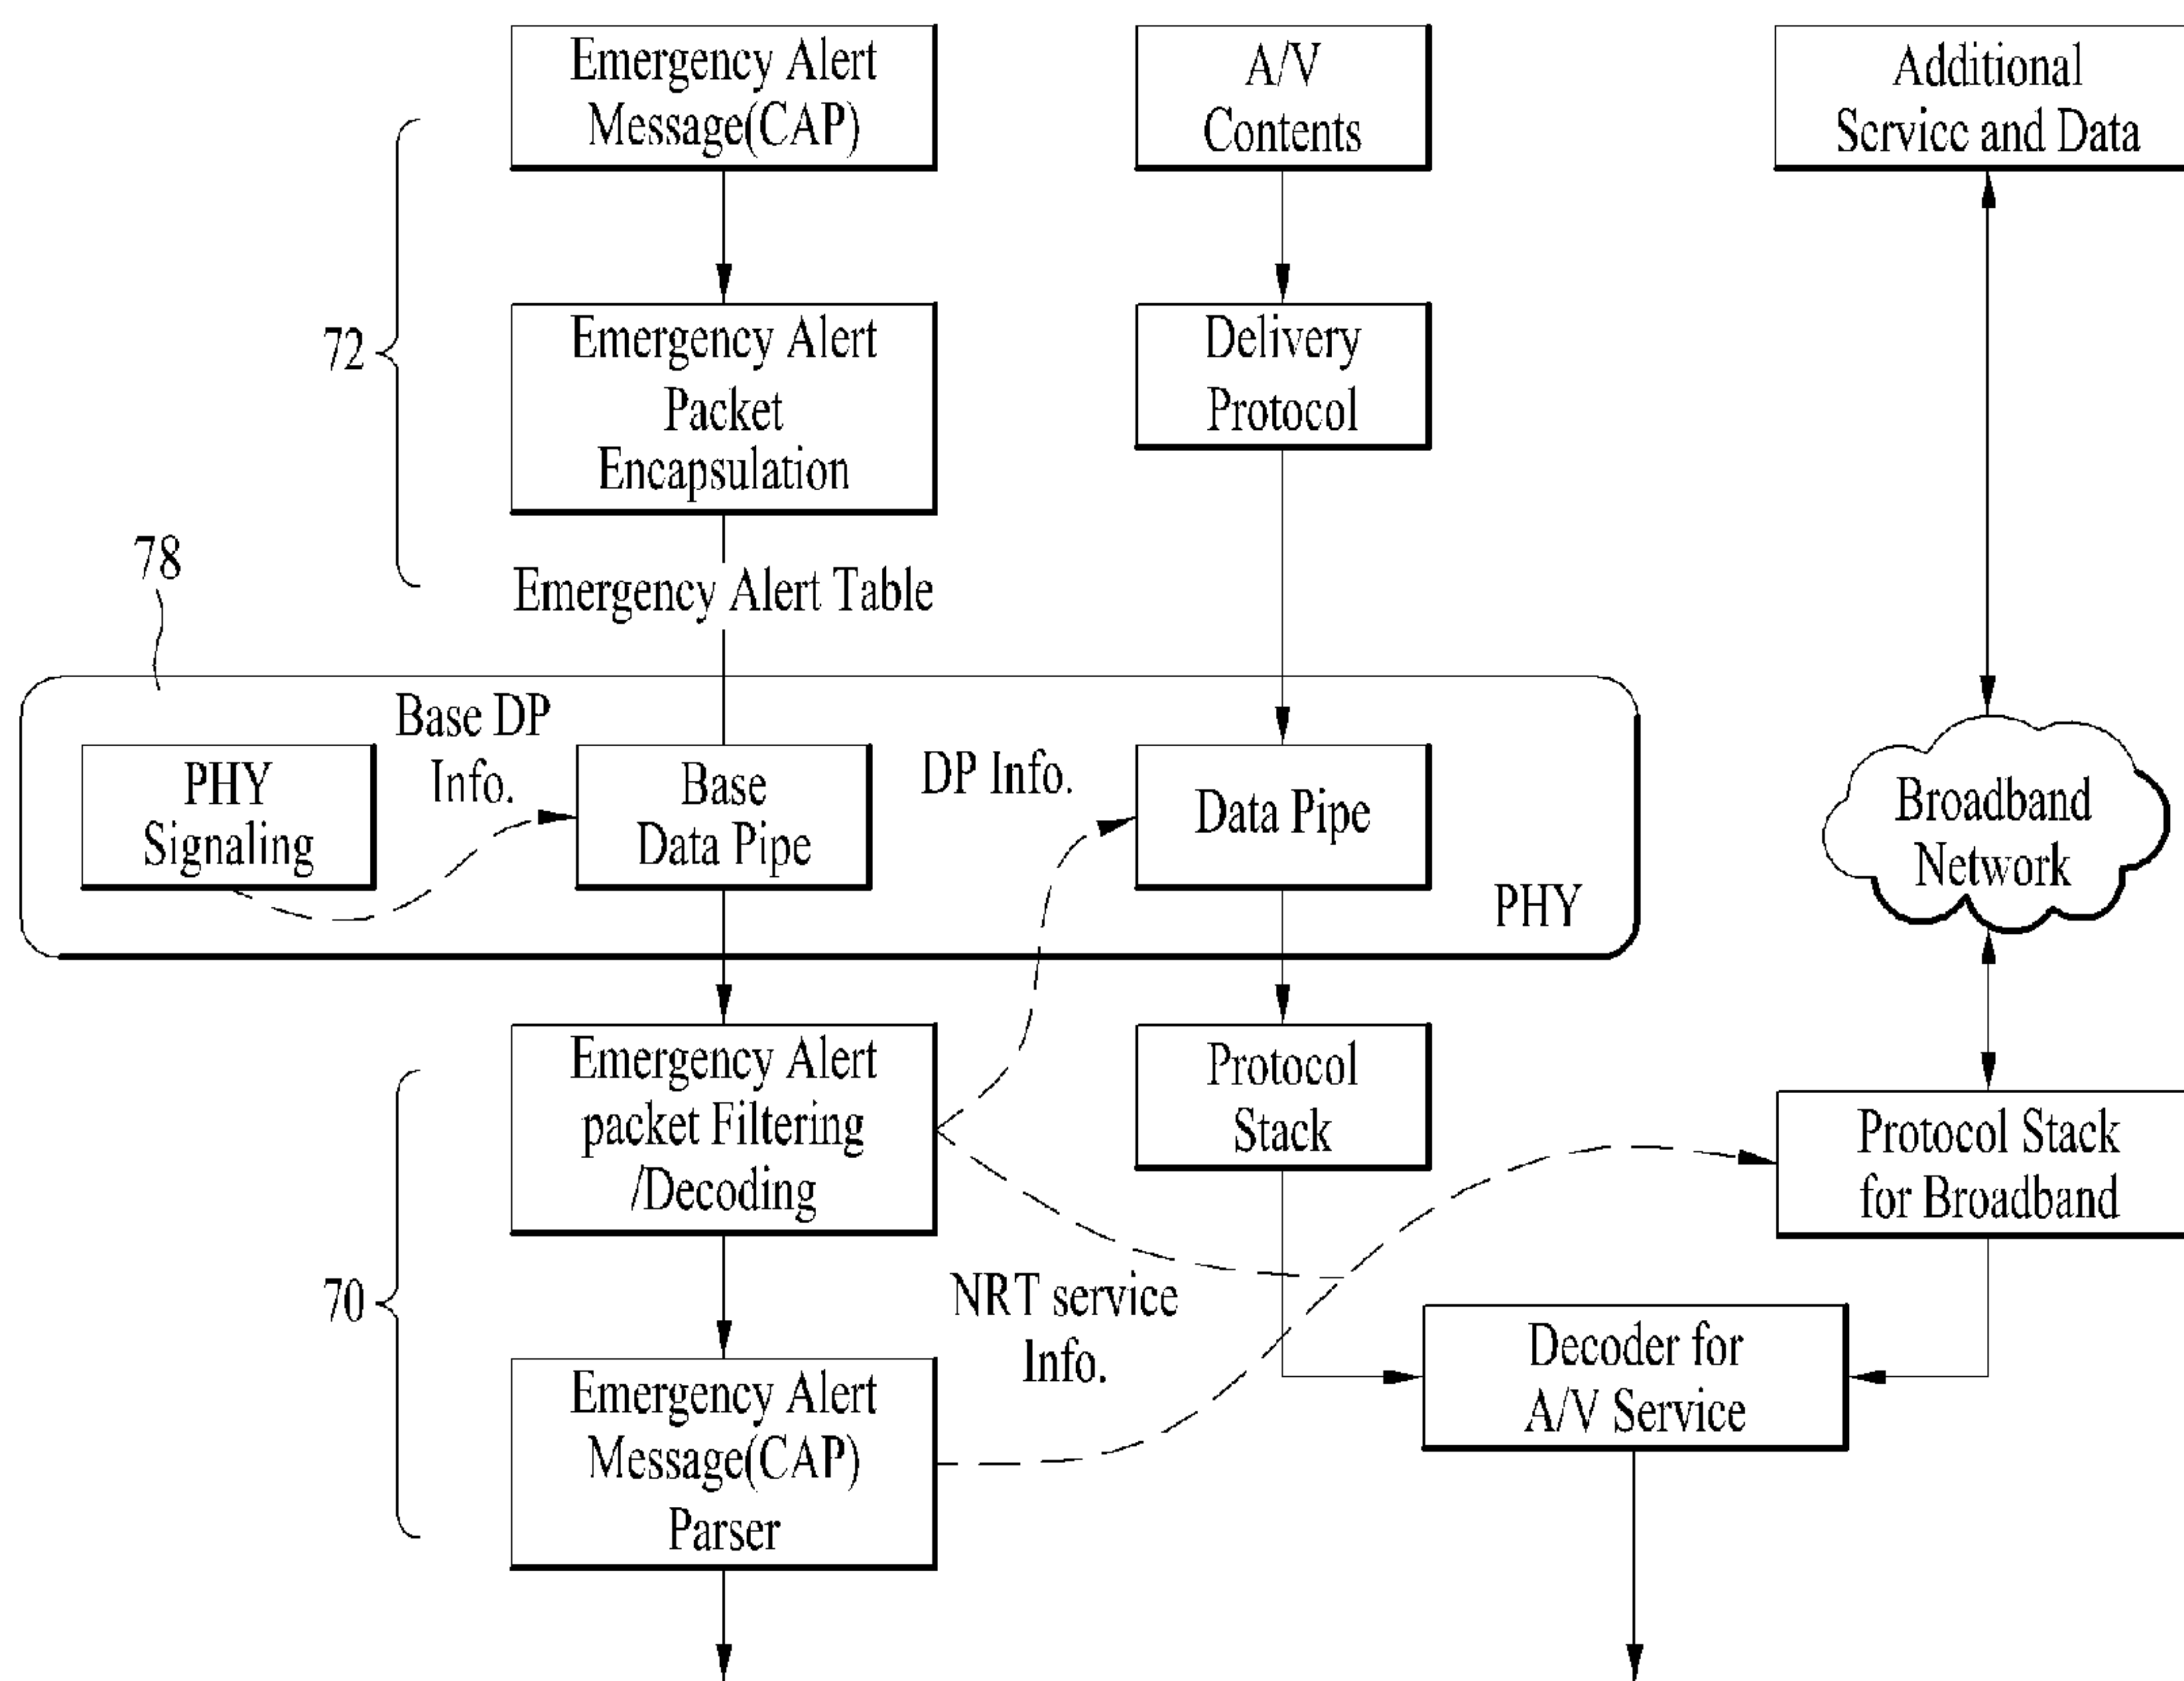 Emergency Alert
Message(CAP)
A/V
Contents
Additional
Service and Data
72
Emergency Alert
Packet
Encapsulation
Delivery
Protocol
78
Emergency Alert Table
Base DP
Info.
PHY
Signaling
Base
Data Pipe
DP Info.
Data Pipe
PHY
Broadband
Network
70
Emergency Alert
packet Filtering
/Decoding
Protocol
Stack
Protocol Stack
for Broadband
NRT service
Info.
Decoder for
A/V Service
Emergency Alert
Message(CAP)
Parser